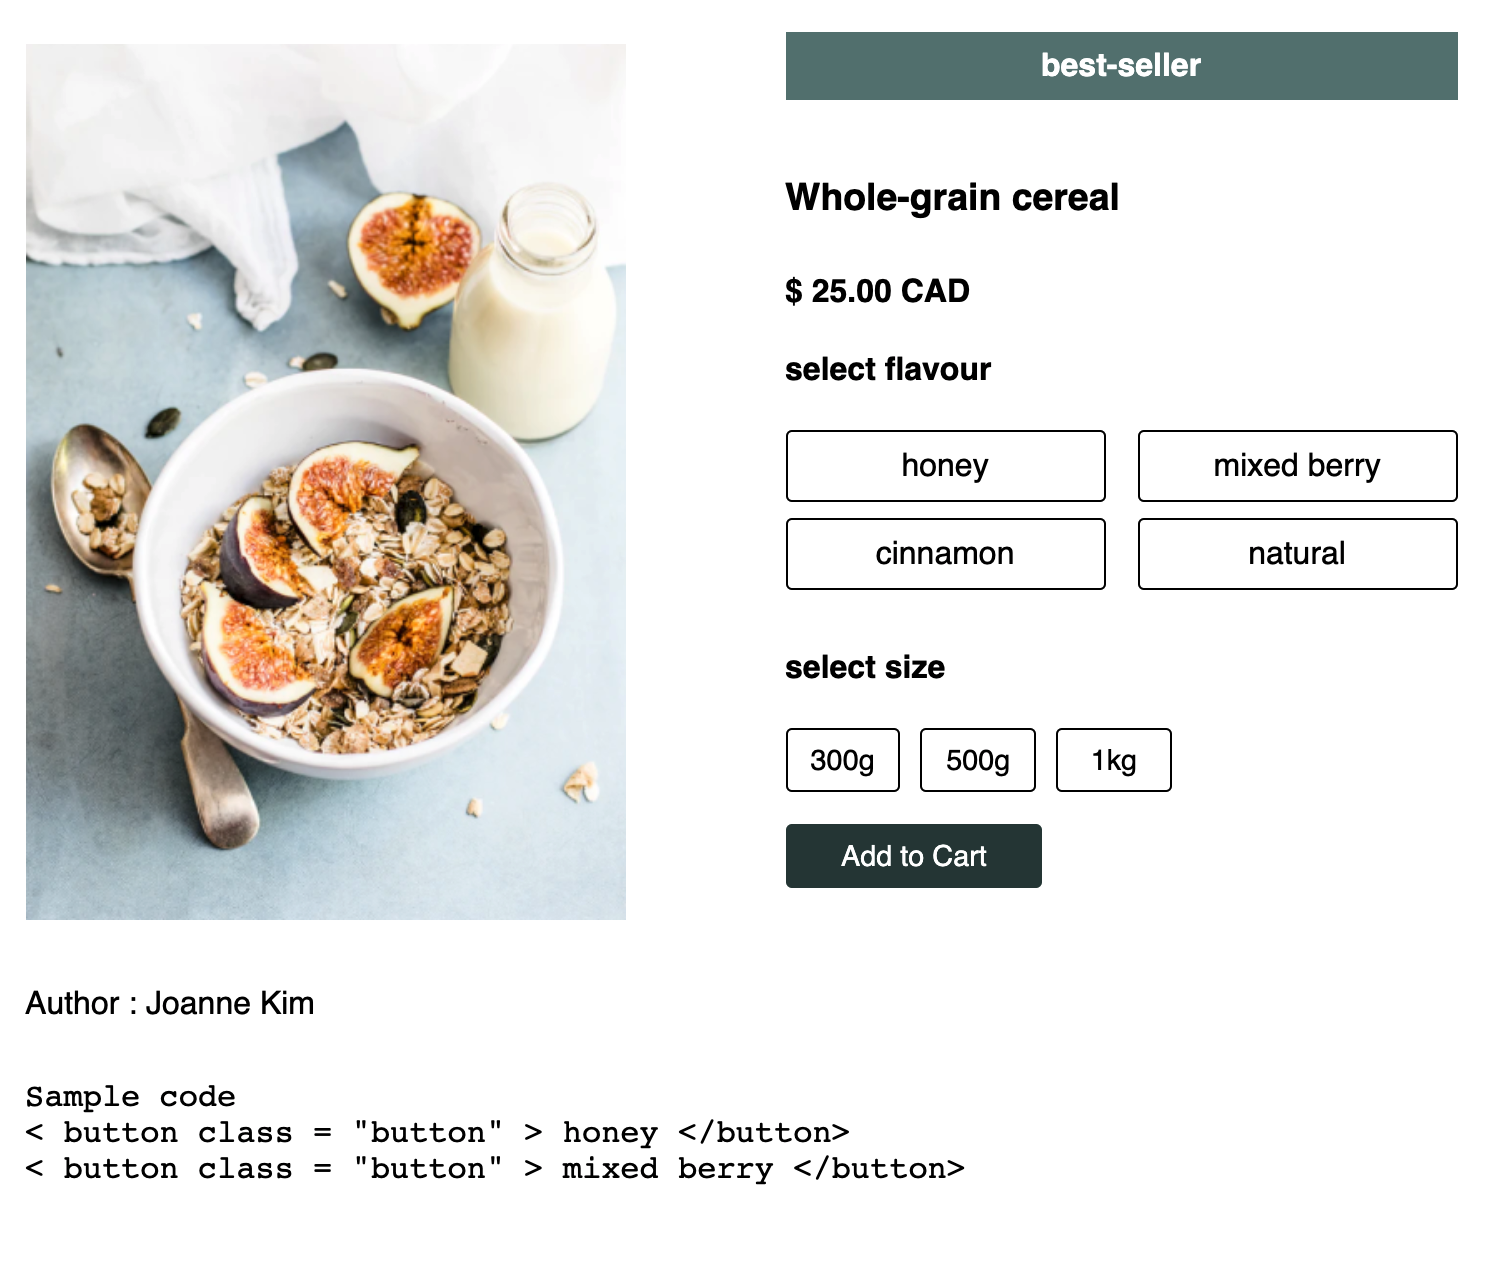 best-seller
Whole-grain cereal
$ 25.00 CAD
select flavour
honey
mixed berry
cinnamon
natural
select size
300g
500g
1kg
Add to Cart
Author : Joanne Kim
Sample code
< button class = "button" > honey </button>
< button class = "button" > mixed berry </button>